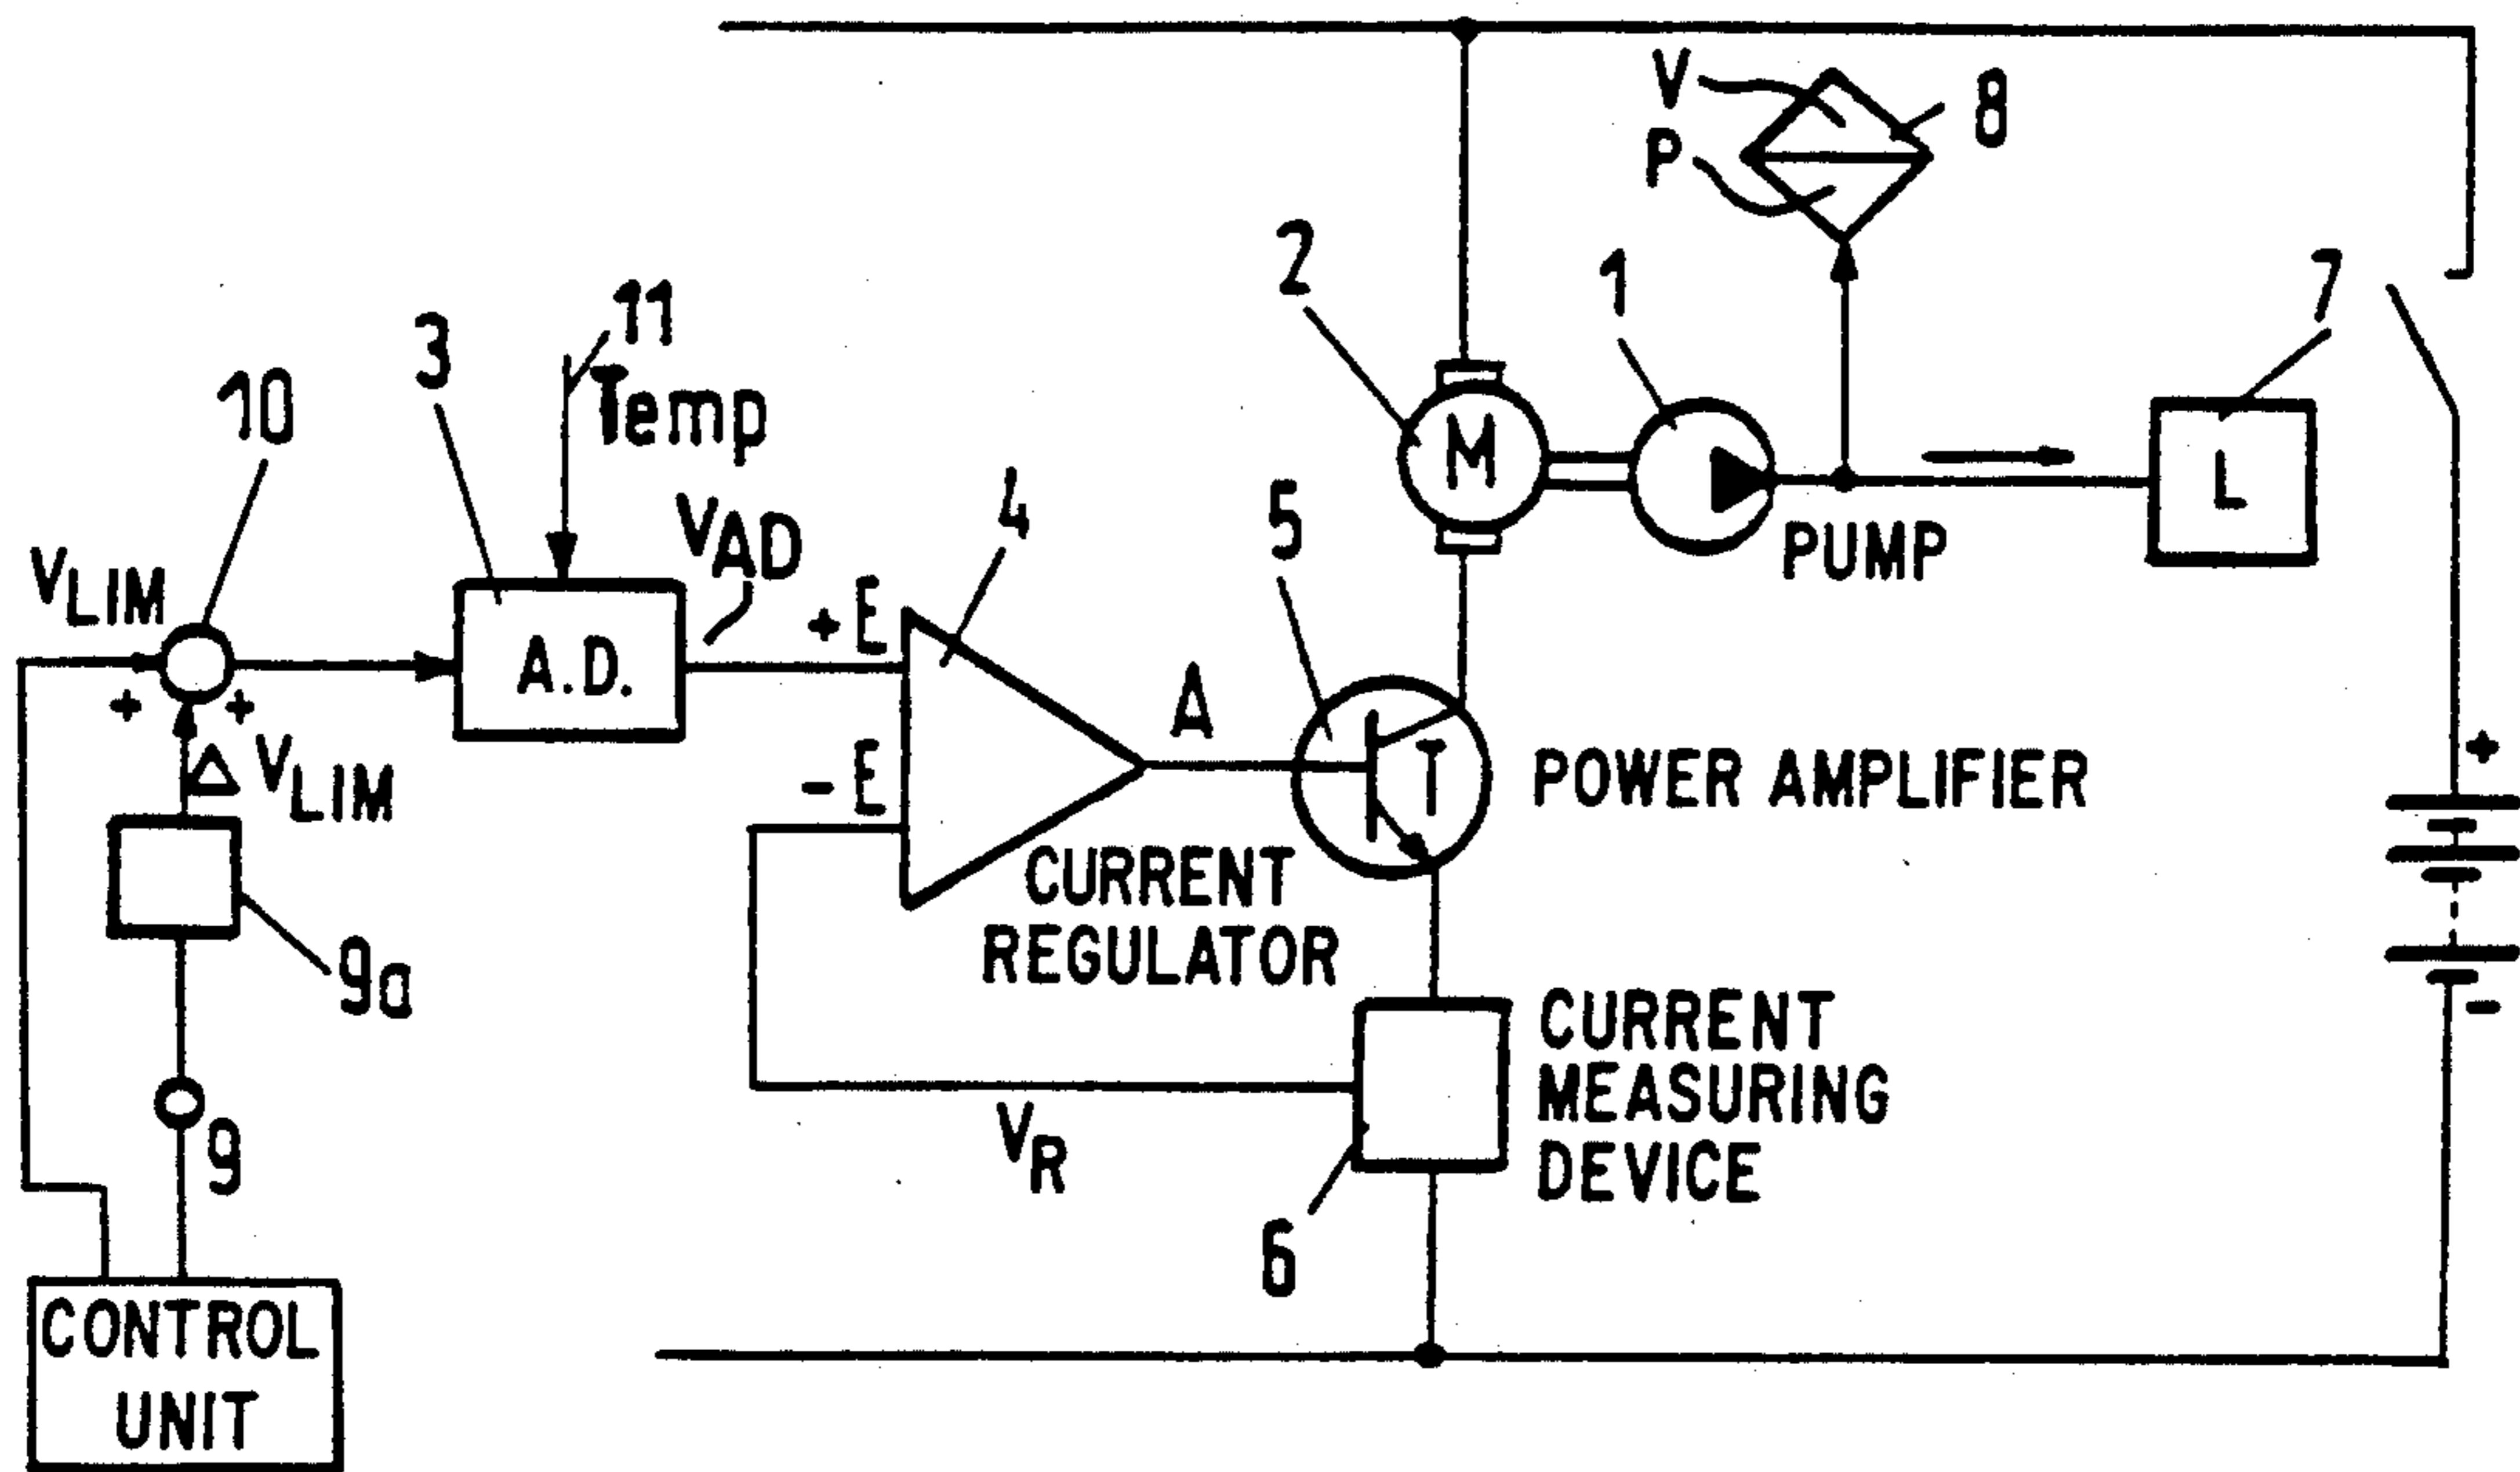 V
P
8
2
1
7
11
3
Temp
10
M
L
4
5
VAD
PUMP
VLIM
+E
A.D.
A
+ +
T
Δ VLIM
-E
POWER AMPLIFIER
+
CURRENT
REGULATOR
9a
-
CURRENT
MEASURING
DEVICE
VR
9
6
CONTROL
UNIT